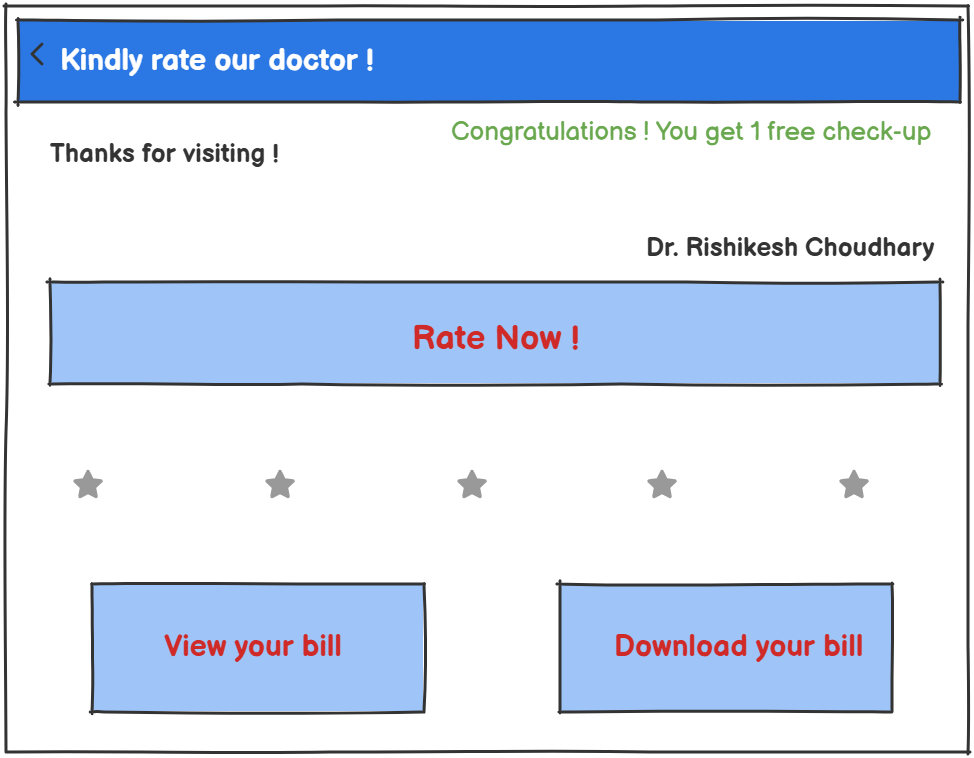 Kindly rate our doctor !
Congratulations ! You get 1 free check-up
Thanks for visiting !
Dr. Rishikesh Choudhary
Rate Now !
View your bill
Download your bill